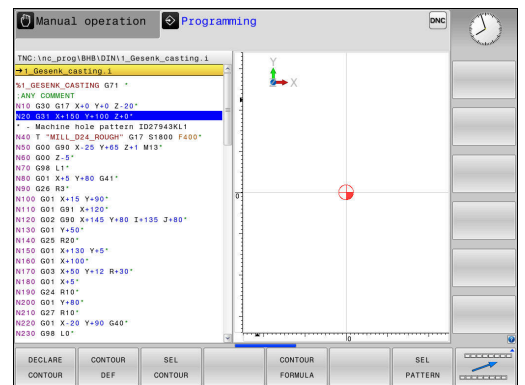 Manual operation
Programming
DNC
TNC:\nc_prog\BHB\DIN\1_Gesenk_casting.i
→1_Gesenk_casting.i
%1_GESENK_CASTING G71 *
;ANY COMMENT
N10 G30 G17 X+0 Y+0 Z-20*
N20 G31 X+150 Y+100 Z+0*
* - Machine hole pattern ID27943KL1
N40 T "MILL_D24_ROUGH" G17 S1800 F400*
N50 G00 G90 X-25 Y+65 Z+1 M13*
N60 G00 Z-5*
N70 G98 L1*
N80 G01 X+5 Y+80 G41*
N90 G26 R3*
N100 G01 X+15 Y+90*
N110 G01 G91 X+120*
N120 G02 G90 X+145 Y+80 I+135 J+80*
N130 G01 Y+50*
N140 G25 R20*
N150 G01 X+130 Y+5*
N160 G01 X+100*
N170 G03 X+50 Y+12 R+30*
N180 G01 X+5*
N190 G24 R10*
N200 G01 Y+80*
N210 G27 R10*
N220 G01 X-20 Y+90 G40*
N230 G98 L0*
Y
X
0
0
DECLARE CONTOUR
CONTOUR DEF
SEL CONTOUR
CONTOUR FORMULA
SEL PATTERN